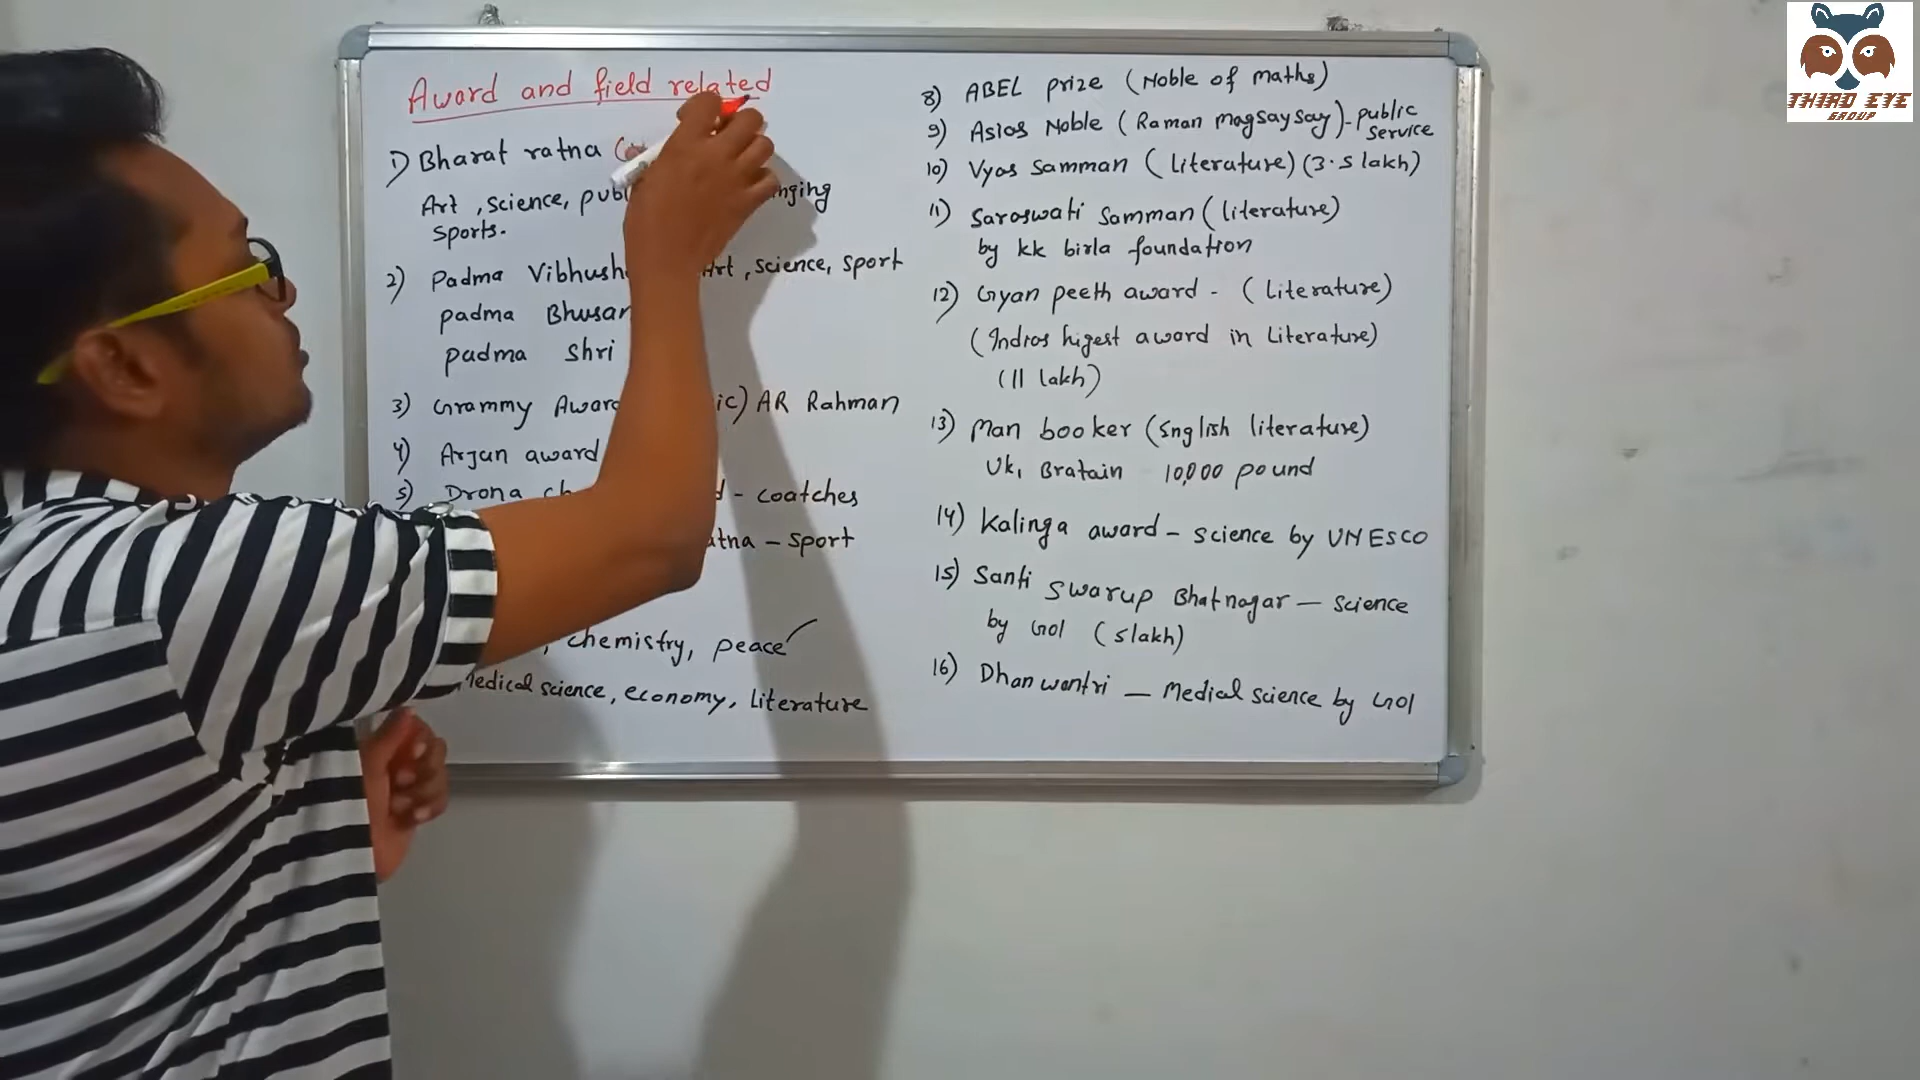 Award and field related
1) Bharat ratna
Art, science, publ nging
sports.
2) Padma Vibhush Art, science, sport
padma Bhusan
padma Shri
3) Grammy Award ic) AR Rahman
4) Arjun award
5) Drona ch d - coatches
atna - sport
, chemistry, peace
Medical science, economy, literature
8) ABEL prize (Noble of maths)
9) Asias Noble (Raman magsaysay) - public
service
10) Vyas Samman (literature) (3.5 lakh)
11) Saraswati Samman (literature)
by kk birla foundation
12) Gyan peeth award - (literature)
(Indias higest award in Literature)
(11 lakh)
13) Man booker (English literature)
Uk, Bratain 10,000 pound
14) Kalinga award - science by UNESCO
15) Santi Swarup Bhatnagar - science
by GOI (5 lakh)
16) Dhanwantri - Medical science by GOI
THIRD EYE
GROUP